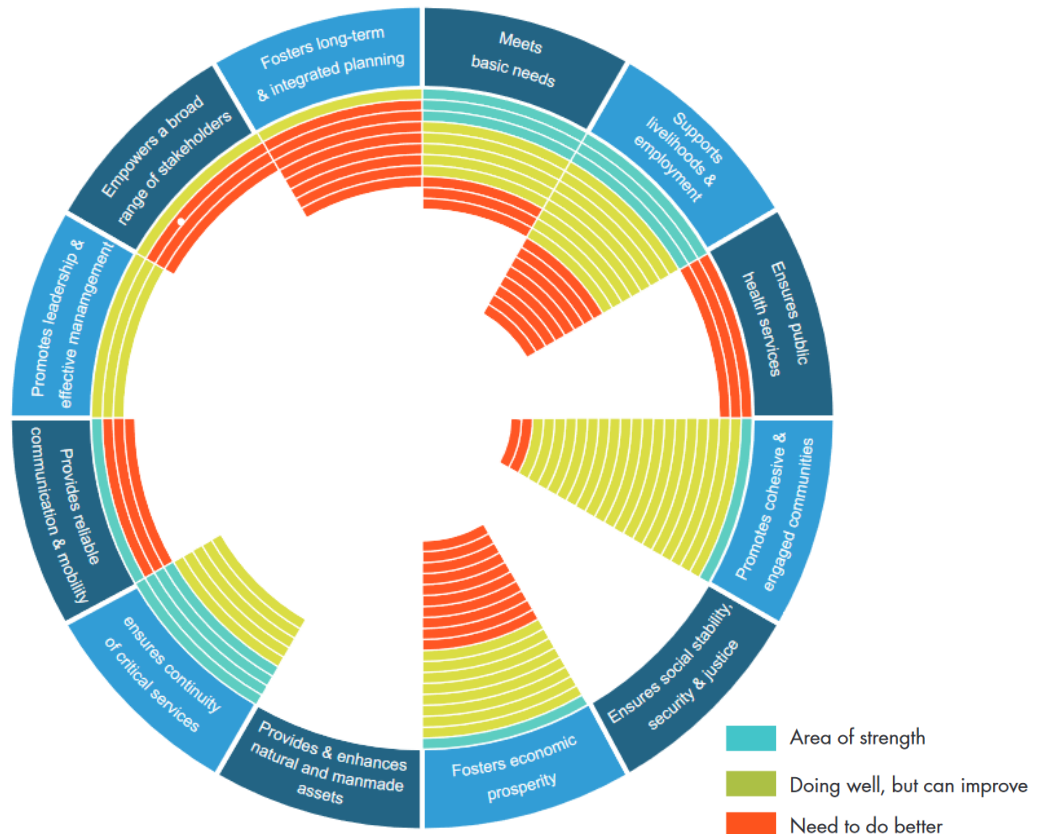 Meets
basic needs
Supports
livelihoods &
employment
Ensures public
health services
Promotes cohesive &
engaged communities
Ensures social stability,
security & justice
Fosters economic
prosperity
Provides & enhances
natural and manmade
assets
ensures continuity
of critical services
Provides reliable
communication & mobility
Promotes leadership &
effective manamgement
Empowers a broad
range of stakeholders
Fosters long-term
& integrated planning
Area of strength
Doing well, but can improve
Need to do better